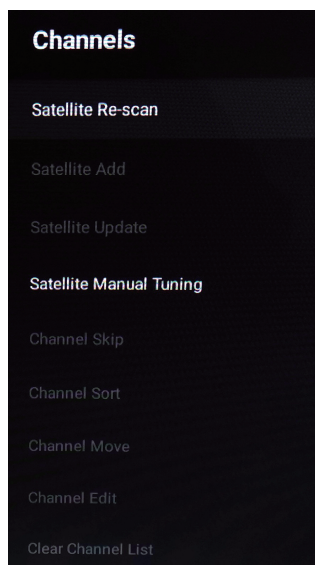 Channels
Satellite Re-scan
Satellite Add
Satellite Update
Satellite Manual Tuning
Channel Skip
Channel Sort
Channel Move
Channel Edit
Clear Channel List